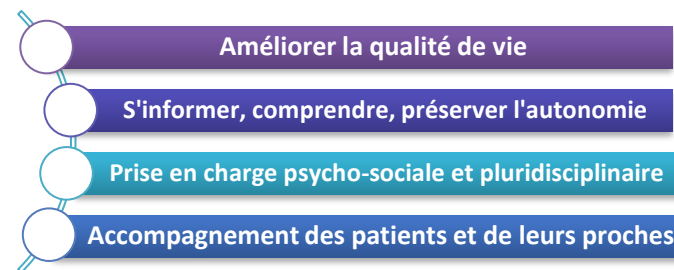 Améliorer la qualité de vie
S'informer, comprendre, préserver l'autonomie
Prise en charge psycho-sociale et pluridisciplinaire
Accompagnement des patients et de leurs proches